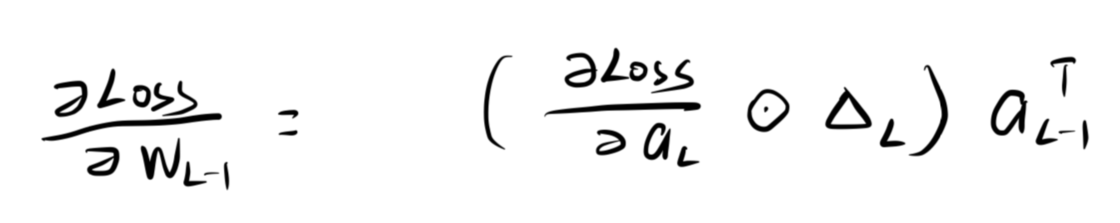 ∂Loss/∂W_{L-1} = (∂Loss/∂a_L ⊙ Δ_L) a_{L-1}^T